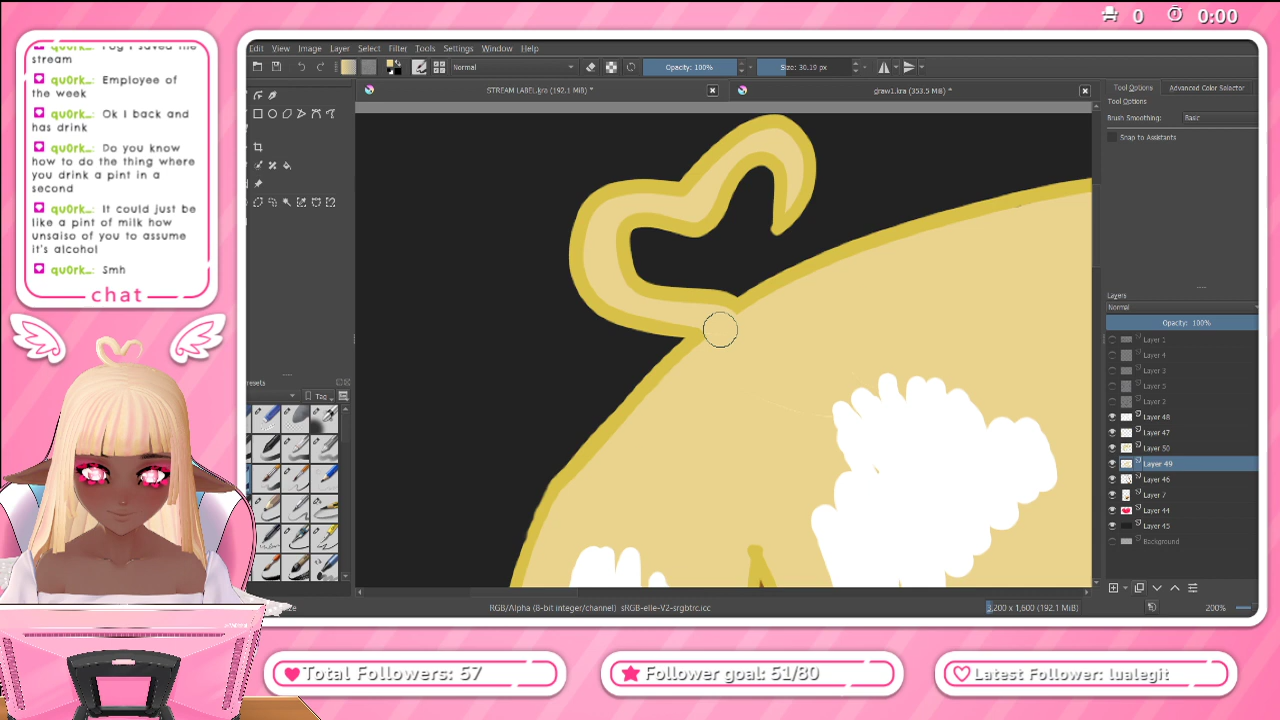 0 0:00
stream
qu0rk_: Employee of
the week
qu0rk_: Ok I back and
has drink
qu0rk_: Do you know
how to do the thing where
you drink a pint in a
second
qu0rk_: It could just be
like a pint of milk how
unsaiso of you to assume
it's alcohol
qu0rk_: Smh
chat
Edit View Image Layer Select Filter Tools Settings Window Help
Normal Opacity: 100% Size: 30.19 px
STREAM LABEL.kra (192.1 MiB) *
graw1.kra (353.5 MiB) *
Tool Options Advanced Color Selector
Tool Options
Brush Smoothing: Basic
Snap to Assistants
Layers
Normal
Opacity: 100%
Layer 1
Layer 4
Layer 3
Layer 5
Layer 2
Layer 48
Layer 47
Layer 50
Layer 49
Layer 46
Layer 7
Layer 44
Layer 45
Background
resets
Tag
RGB/Alpha (8-bit integer/channel) sRGB-elle-V2-srgbtrc.icc
3,200 x 1,600 (192.1 MiB)
200%
Total Followers: 57
Follower goal: 51/80
Latest Follower: lualegit